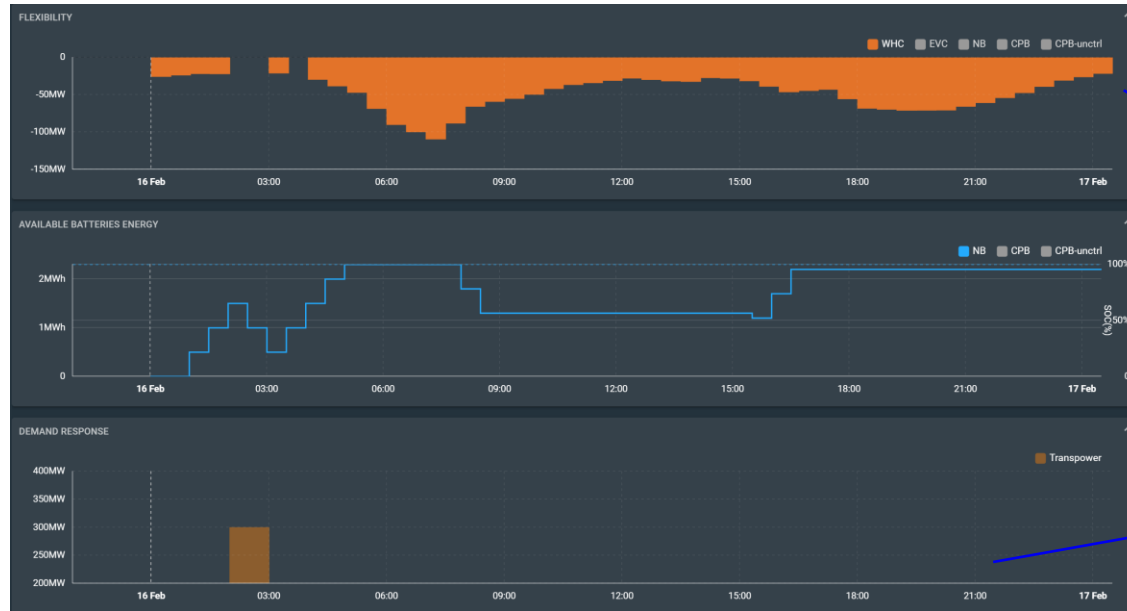 FLEXIBILITY
WHC EVC NB CPB CPB-unctrl
0
-50MW
-100MW
-150MW
16 Feb 03:00 06:00 09:00 12:00 15:00 18:00 21:00 17 Feb
AVAILABLE BATTERIES ENERGY
NB CPB CPB-unctrl
100%
2MWh
SOC(%)
50%
1MWh
0 0
16 Feb 03:00 06:00 09:00 12:00 15:00 18:00 21:00 17 Feb
DEMAND RESPONSE
Transpower
400MW
350MW
300MW
250MW
200MW
16 Feb 03:00 06:00 09:00 12:00 15:00 18:00 21:00 17 Feb